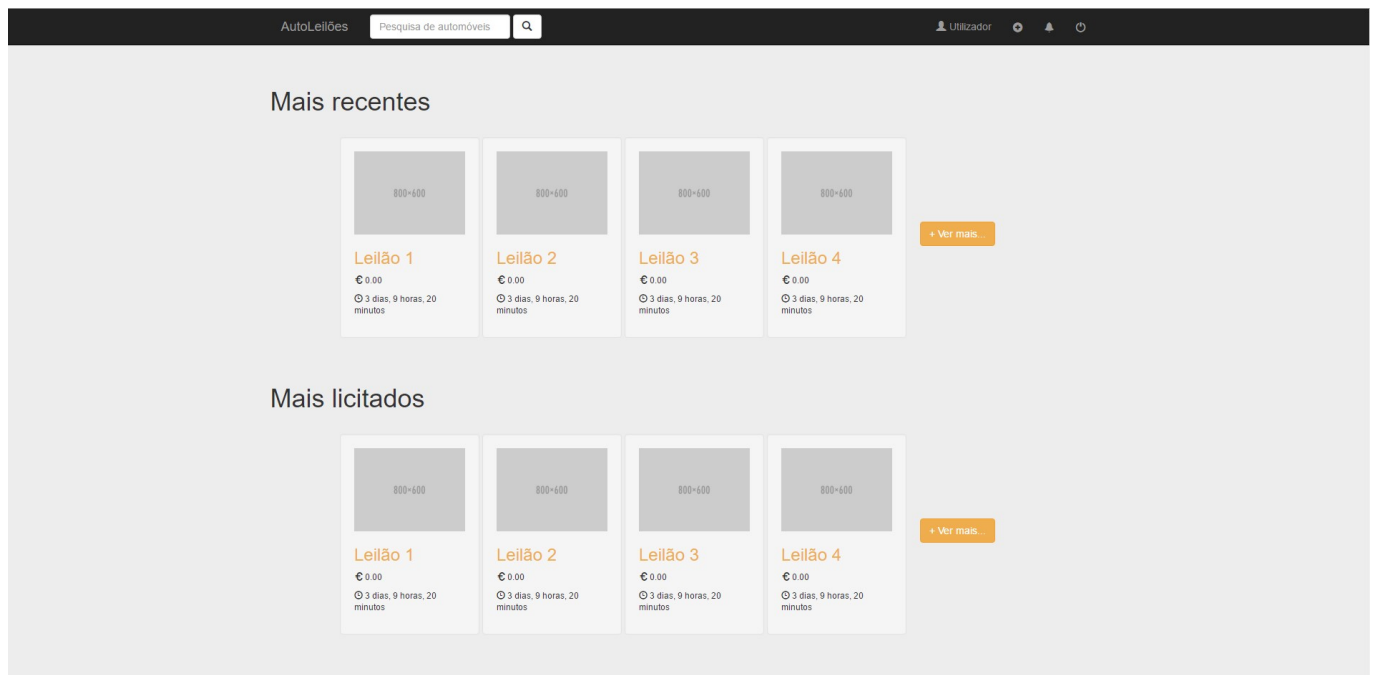 AutoLeilões Pesquisa de automóveis Utilizador
Mais recentes
800×600 800×600 800×600 800×600
+ Ver mais...
Leilão 1 Leilão 2 Leilão 3 Leilão 4
€ 0.00 € 0.00 € 0.00 € 0.00
3 dias, 9 horas, 20 3 dias, 9 horas, 20 3 dias, 9 horas, 20 3 dias, 9 horas, 20
minutos minutos minutos minutos
Mais licitados
800×600 800×600 800×600 800×600
+ Ver mais...
Leilão 1 Leilão 2 Leilão 3 Leilão 4
€ 0.00 € 0.00 € 0.00 € 0.00
3 dias, 9 horas, 20 3 dias, 9 horas, 20 3 dias, 9 horas, 20 3 dias, 9 horas, 20
minutos minutos minutos minutos